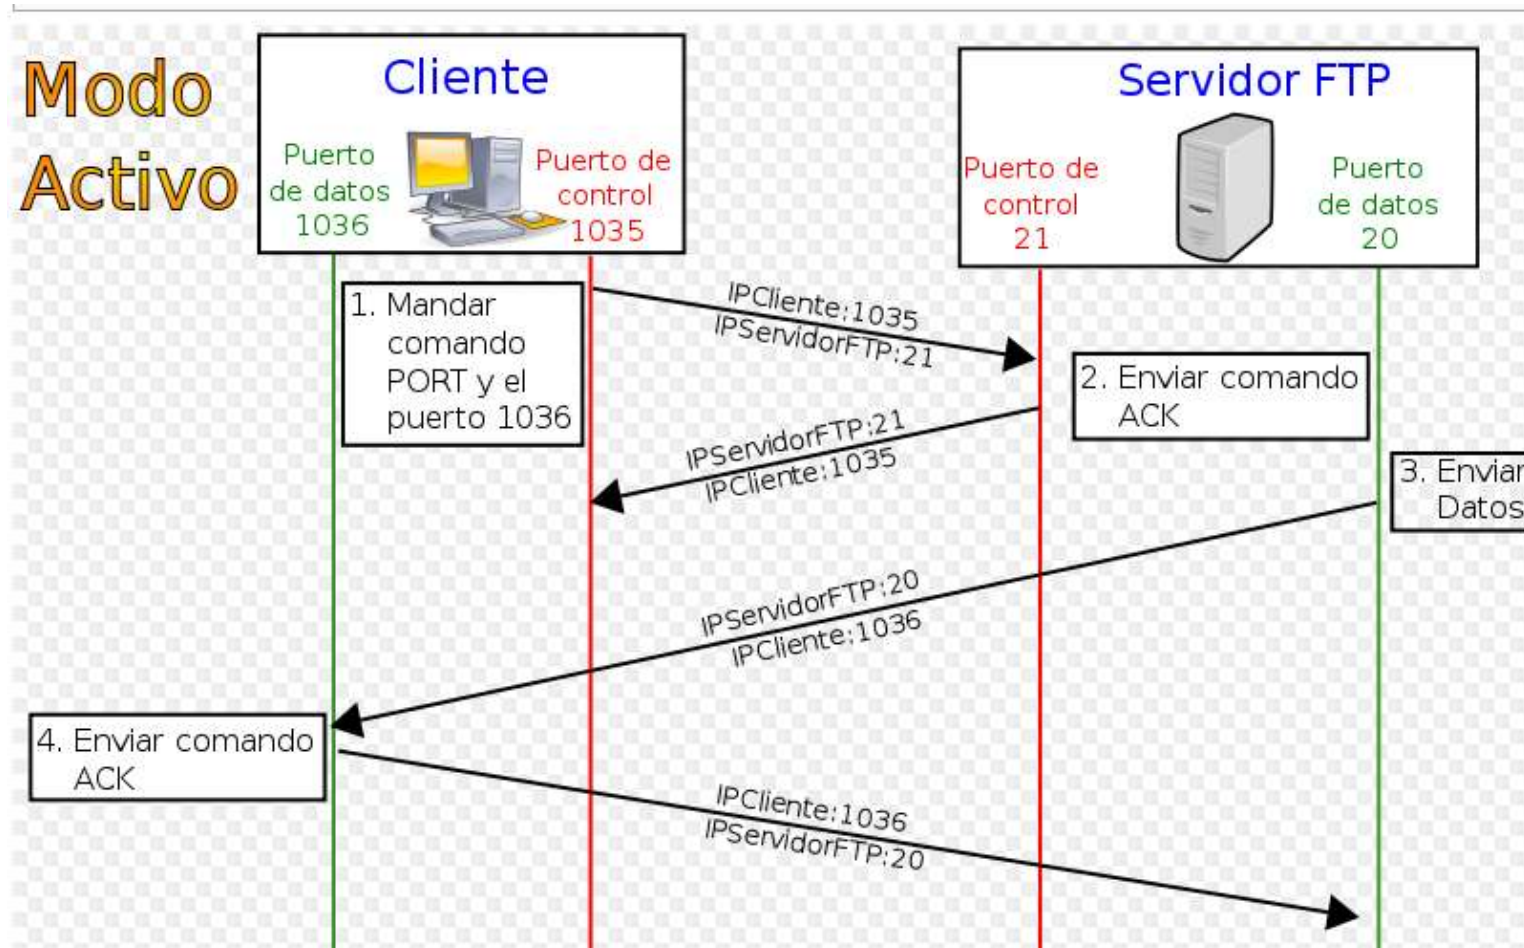 Modo
Activo
Cliente
Puerto
de datos
1036
Puerto de
control
1035
Servidor FTP
Puerto de
control
21
Puerto
de datos
20
1. Mandar
comando
PORT y el
puerto 1036
IPCliente:1035
IPServidorFTP:21
2. Enviar comando
ACK
IPServidorFTP:21
IPCliente:1035
3. Enviar
Datos
IPServidorFTP:20
IPCliente:1036
4. Enviar comando
ACK
IPCliente:1036
IPServidorFTP:20